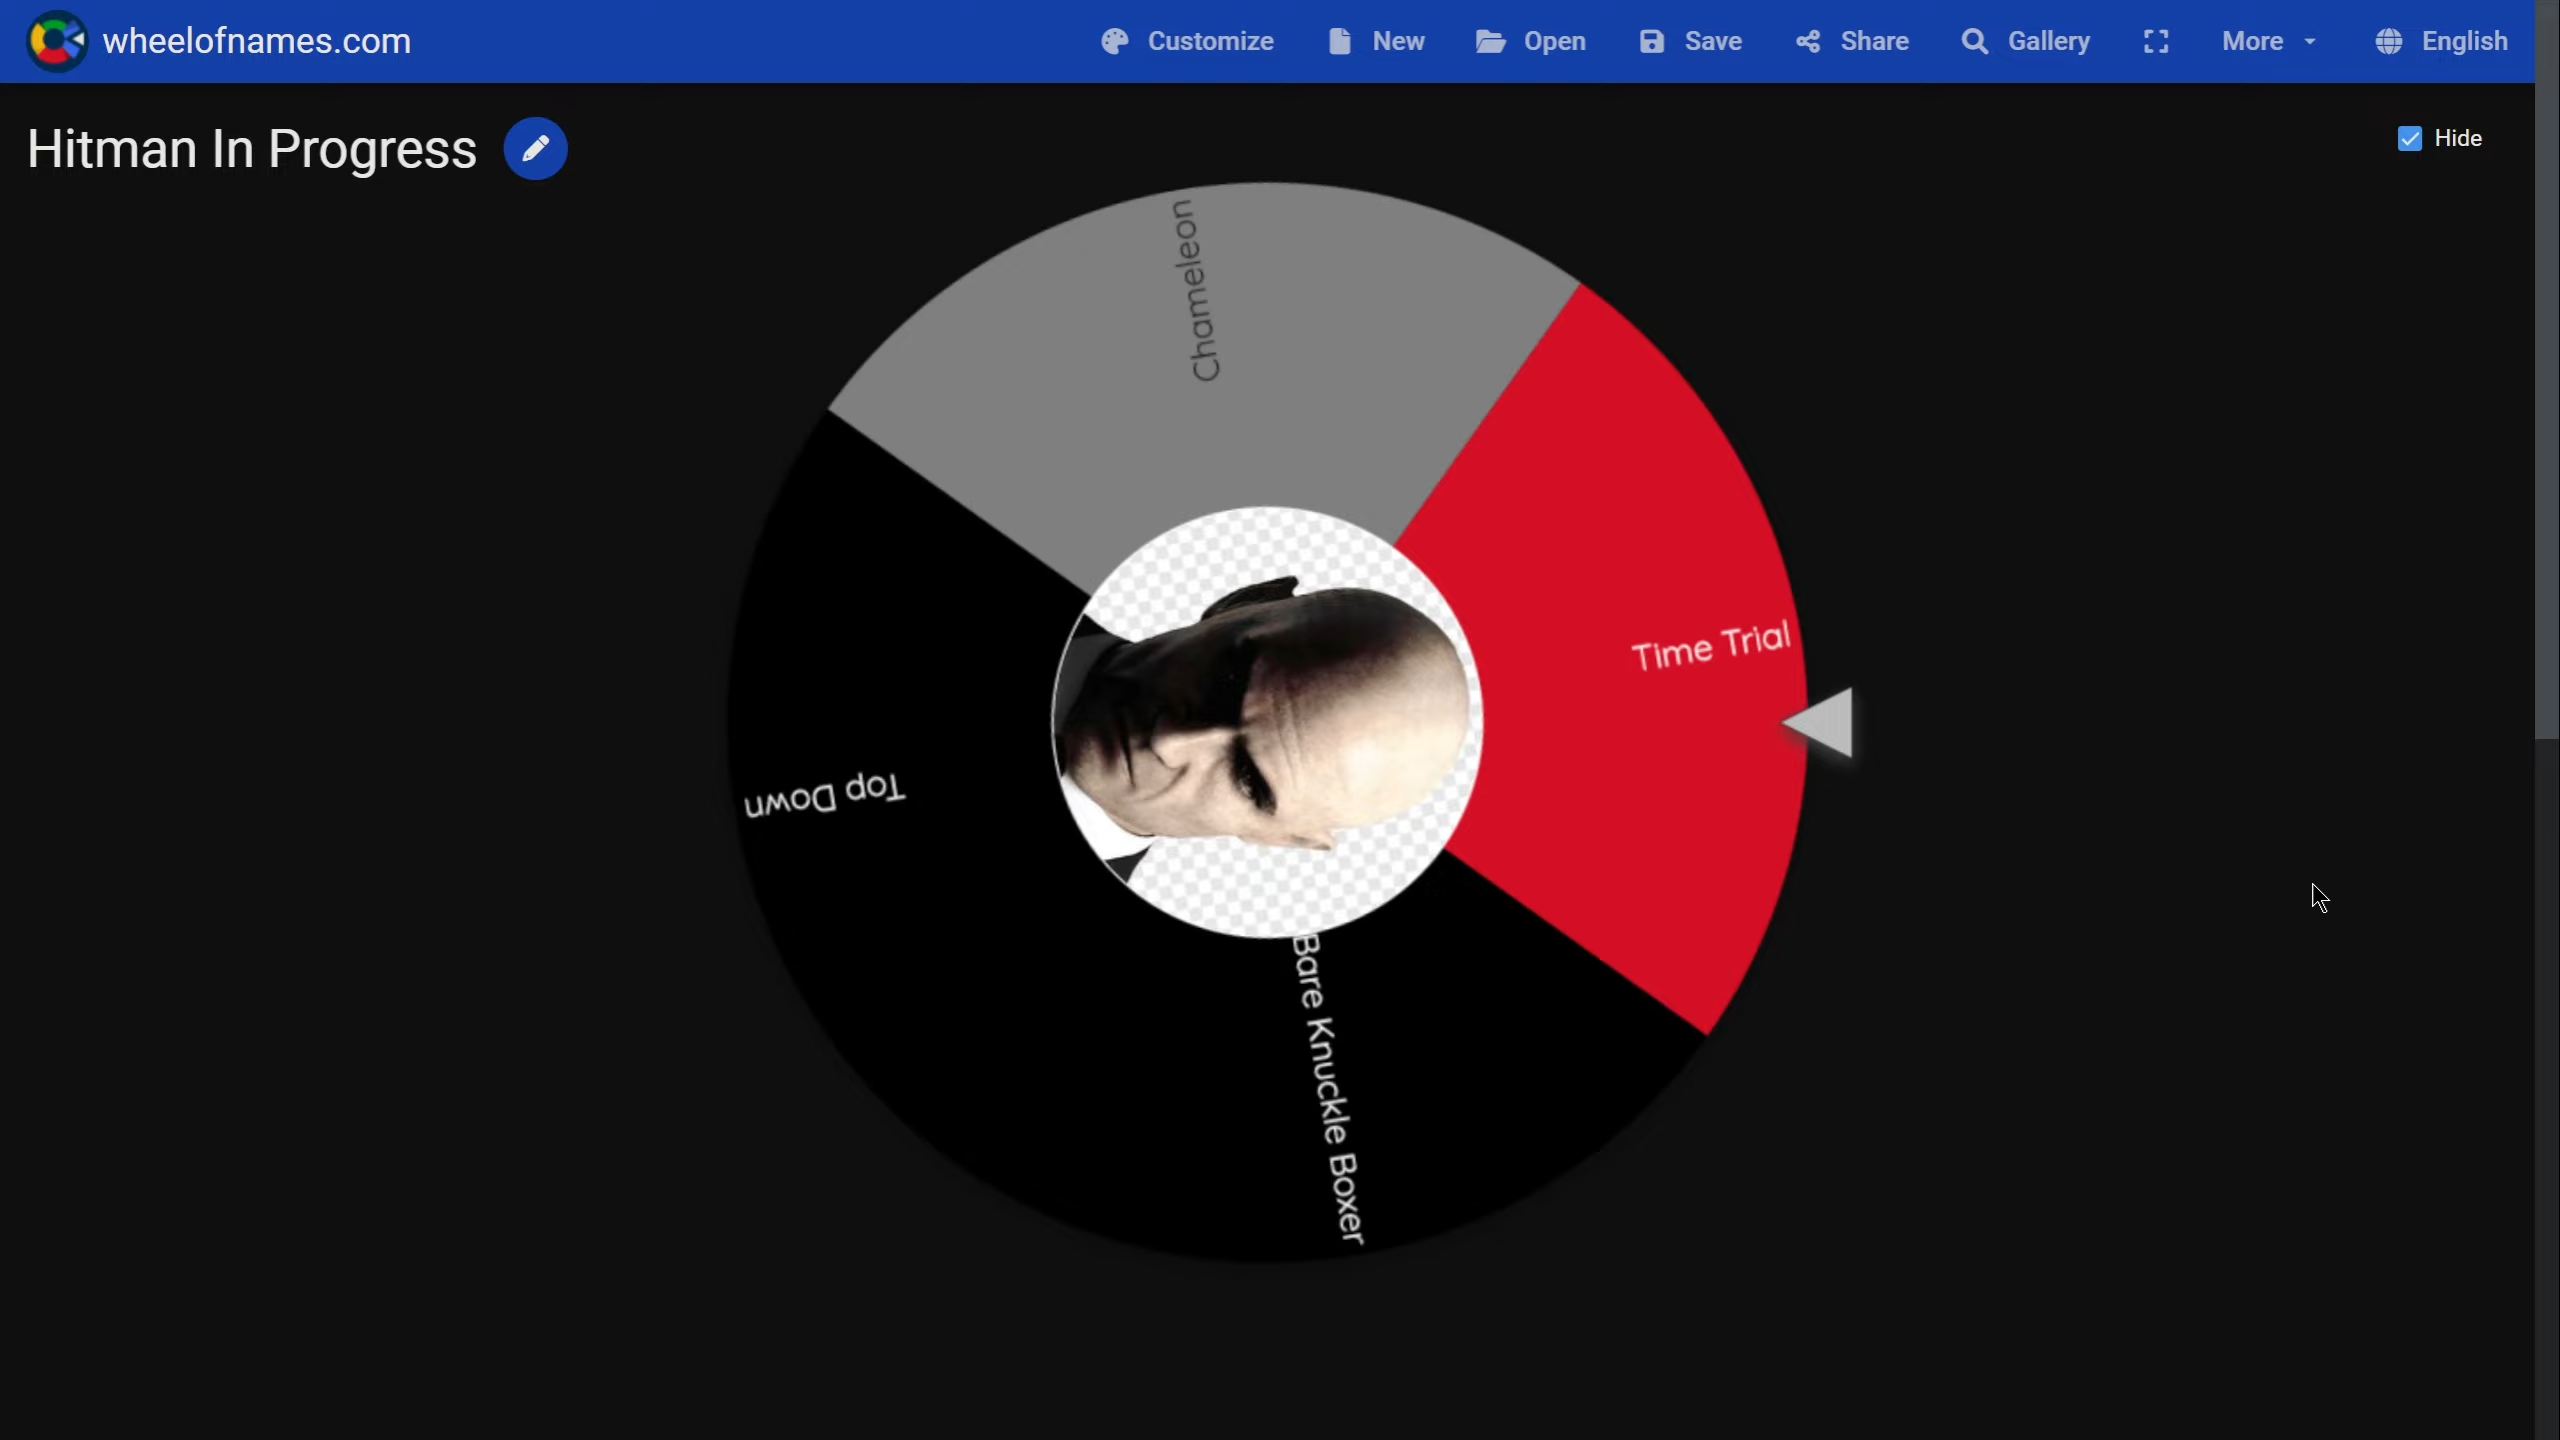 wheelofnames.com
Customize
New
Open
Save
Share
Gallery
More
English
Hitman In Progress
Hide
Chameleon
Time Trial
Top Down
Bare Knuckle Boxer